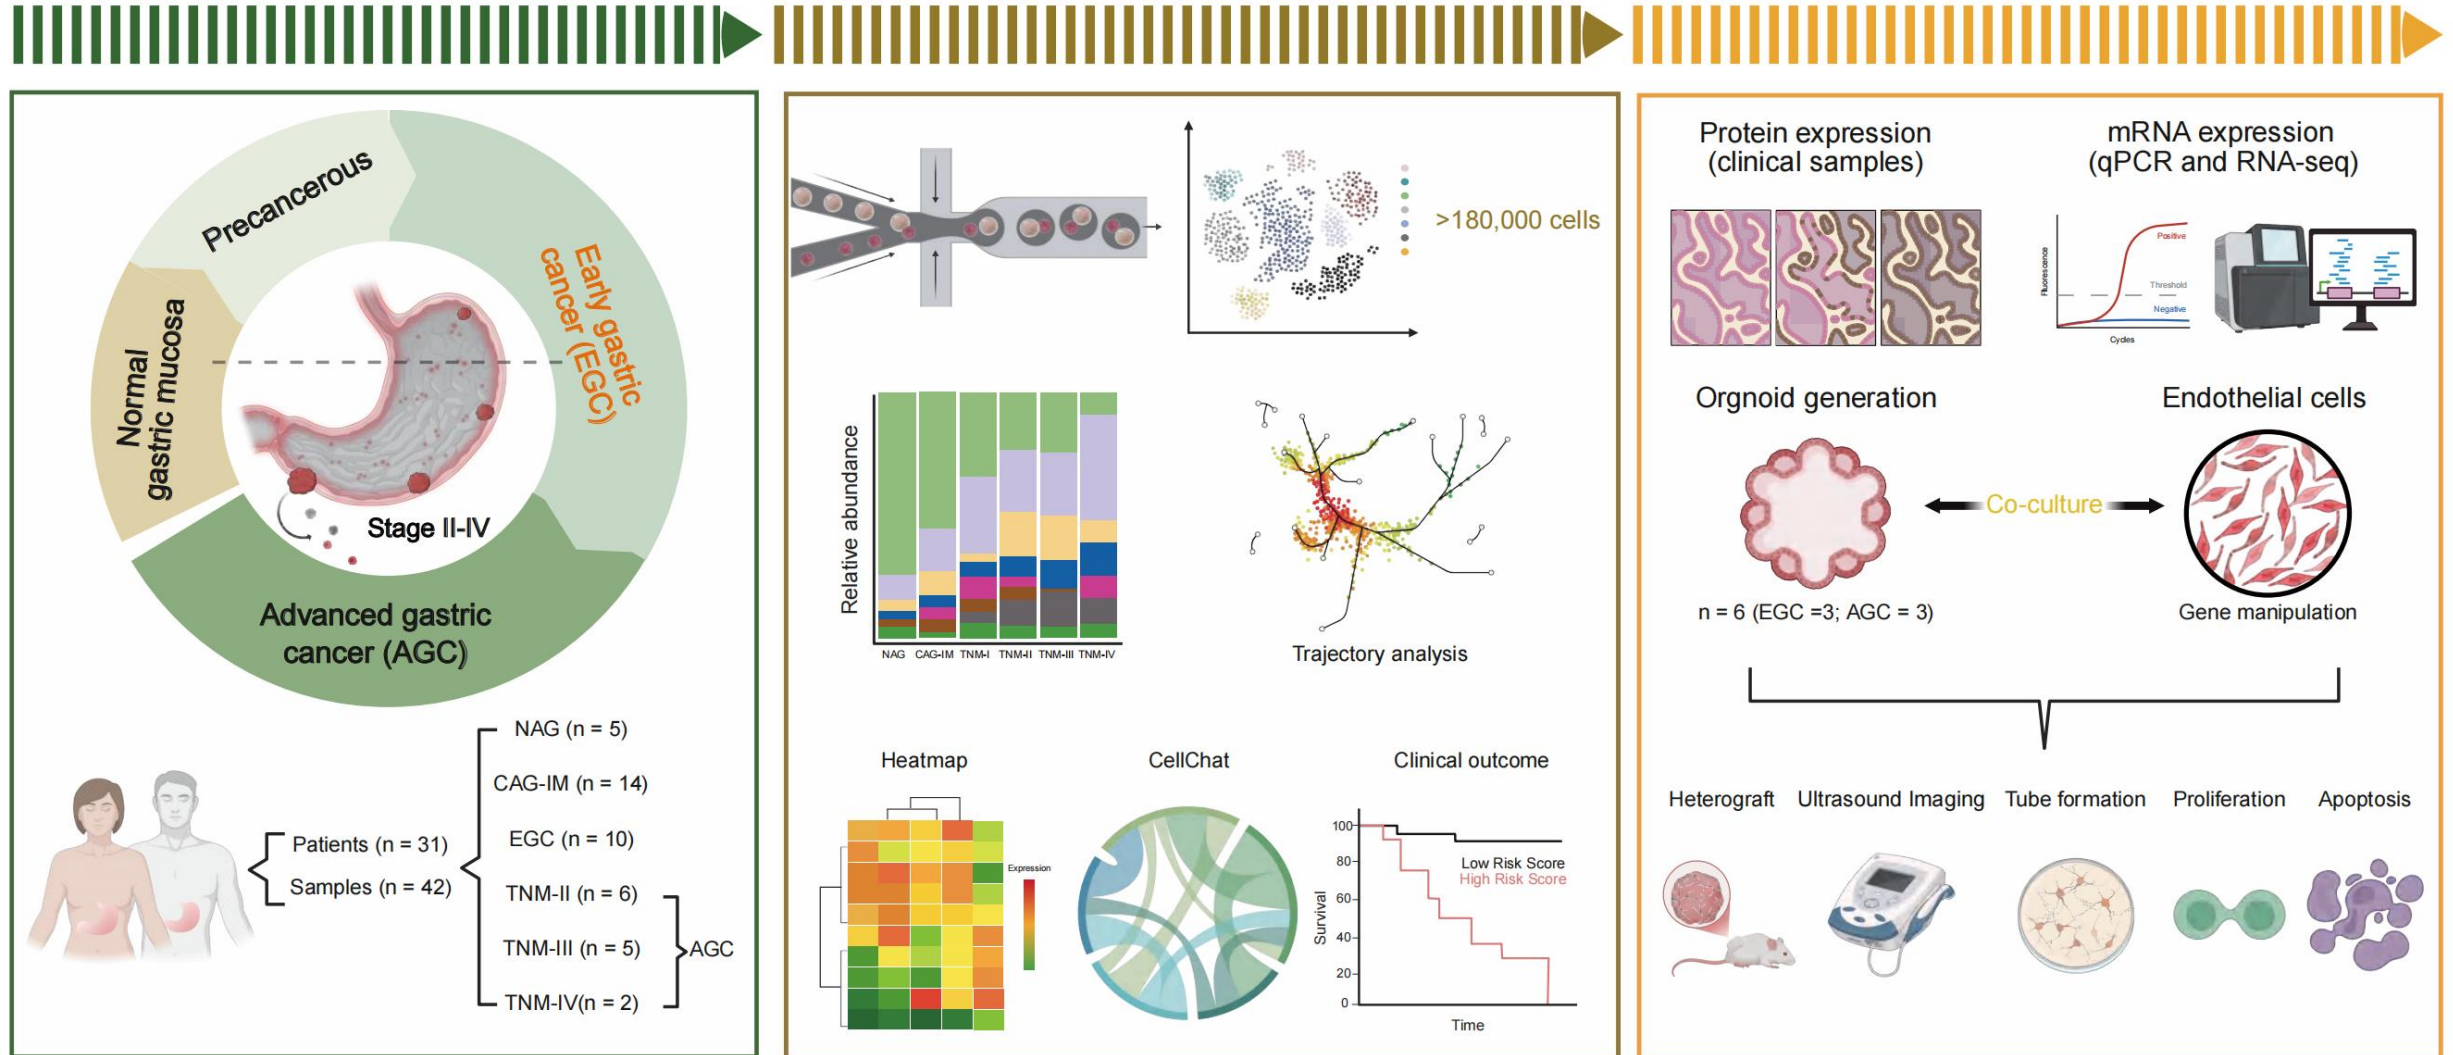 Precancerous
Early gastric
cancer (EGC)
Normal
gastric mucosa
Stage II-IV
Advanced gastric
cancer (AGC)
Patients (n = 31)
Samples (n = 42)
NAG (n = 5)
CAG-IM (n = 14)
EGC (n = 10)
TNM-II (n = 6)
TNM-III (n = 5)
TNM-IV(n = 2)
AGC
>180,000 cells
Relative abundance
NAG CAG-IM TNM-I TNM-II TNM-III TNM-IV
Trajectory analysis
Heatmap
Expression
CellChat
Clinical outcome
Survival
100
80
60
40
20
0
Low Risk Score
High Risk Score
Time
Protein expression
(clinical samples)
mRNA expression
(qPCR and RNA-seq)
Fluorescence
Positive
Threshold
Negative
Cycles
Orgnoid generation
Endothelial cells
Co-culture
n = 6 (EGC =3; AGC = 3)
Gene manipulation
Heterograft
Ultrasound Imaging
Tube formation
Proliferation
Apoptosis